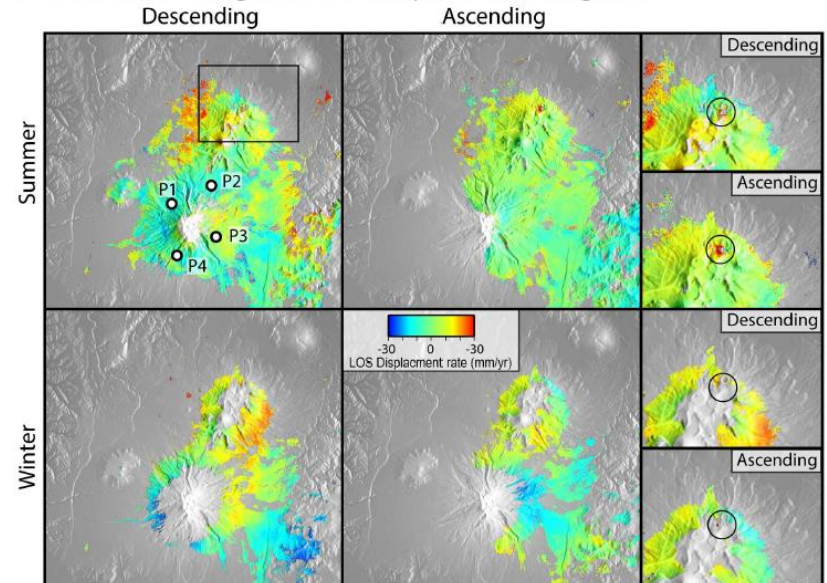 Descending
Ascending
Summer
P1
P2
P3
P4
Descending
Ascending
Winter
-30
0
-30
LOS Displacment rate (mm/yr)
Descending
Ascending